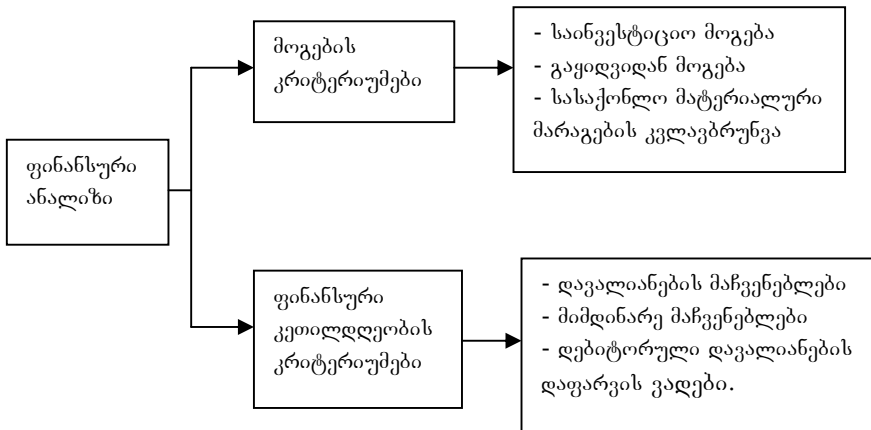 ფინანსური
ანალიზი
მოგების
კრიტერიუმები
- საინვესტიციო მოგება
- გაყიდვიდან მოგება
- სასაქონლო მატერიალური
მარაგების კვლავბრუნვა
ფინანსური
კეთილდღეობის
კრიტერიუმები
- დავალიანების მაჩვენებლები
- მიმდინარე მაჩვენებლები
- დებიტორული დავალიანების
დაფარვის ვადები.